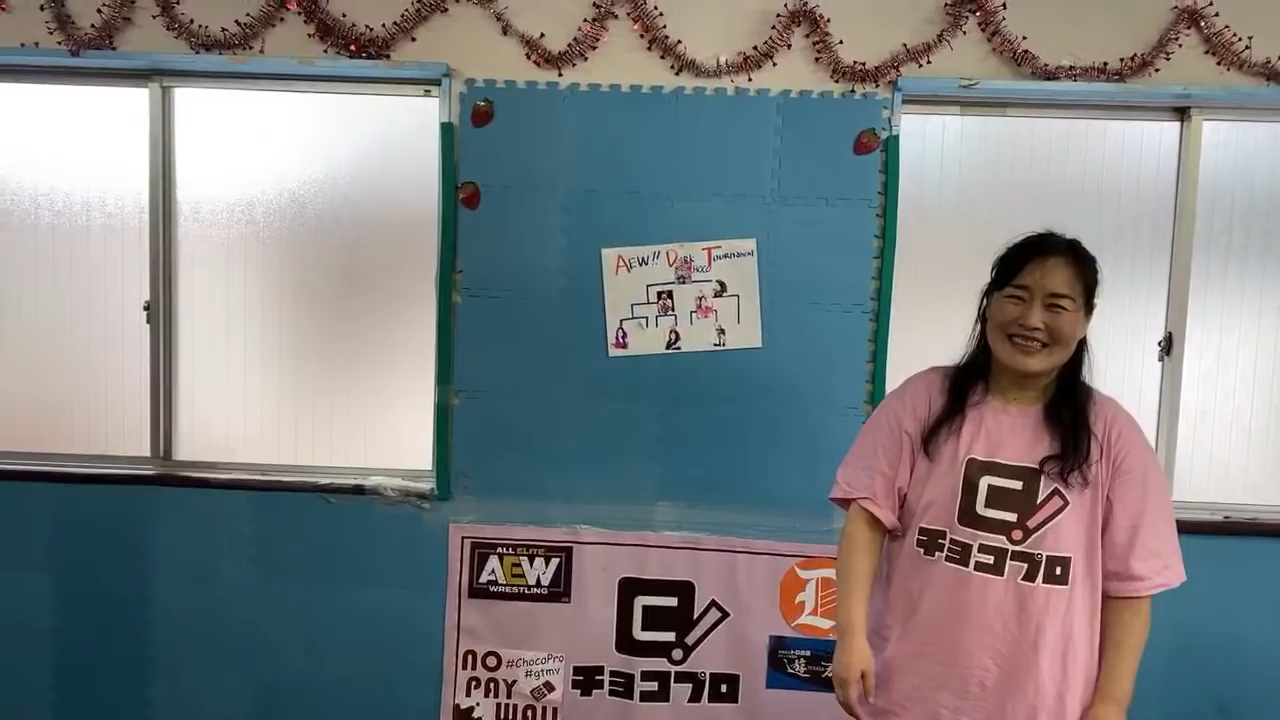 AEW!! DARK TOURNAMENT
CHOCO
C!
チョコプロ
ALL ELITE
AEW
WRESTLING
C!
チョコプロ
NO
PAY
WALL
#ChocoPro
#gtmv